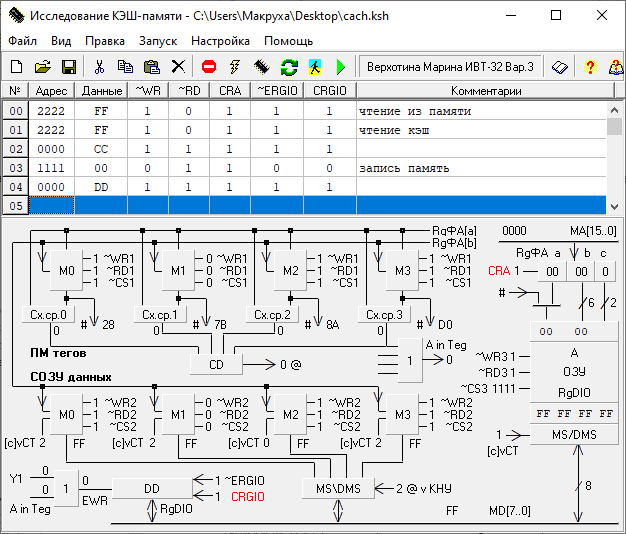 Исследование КЭШ-памяти - C:\Users\Макруха\Desktop\cach.ksh
Файл Вид Правка Запуск Настройка Помощь
Верхотина Марина ИВТ-32 Вар.3
№ Адрес Данные ~WR ~RD CRA ~ERGIO CRGIO Комментарии
00 2222 FF 1 0 1 1 1 чтение из памяти
01 2222 FF 1 0 1 1 1 чтение кэш
02 0000 CC 1 1 1 1 1
03 1111 00 0 1 1 0 0 запись память
04 0000 DD 1 1 1 1 1
05
RgФА[a]
RgФА[b]
0000 MA[15..0]
RgФА a b c
CRA 1 00 00 0
M0 1 ~WR1 1 ~RD1 1 ~CS1
M1 0 ~WR1 0 ~RD1 0 ~CS1
M2 1 ~WR1 1 ~RD1 1 ~CS1
M3 1 ~WR1 1 ~RD1 1 ~CS1
# 6 2
Сх.ср.0 Сх.ср.1 Сх.ср.2 Сх.ср.3
0 # 28 0 # 7B 0 # 8A 0 # D0
00 00
ПМ тегов
CD 0 @
1 A in Teg 0
СОЗУ данных
~WR3 1
~RD3 1
~CS3 1111
A
ОЗУ
RgDIO
FF FF FF FF
M0 1 ~WR2 1 ~RD2 1 ~CS2
M1 0 ~WR2 0 ~RD2 0 ~CS2
M2 1 ~WR2 1 ~RD2 1 ~CS2
M3 1 ~WR2 1 ~RD2 1 ~CS2
[c]vCT 2 FF [c]vCT 2 FF [c]vCT 0 FF [c]vCT 2 FF
1 MS/DMS
[c]vCT
Y1 0
0
A in Teg
1 0
EWR
DD
RgDIO
1 ~ERGIO
1 CRGIO
MS\DMS
2 @ v КНУ
8
FF MD[7..0]